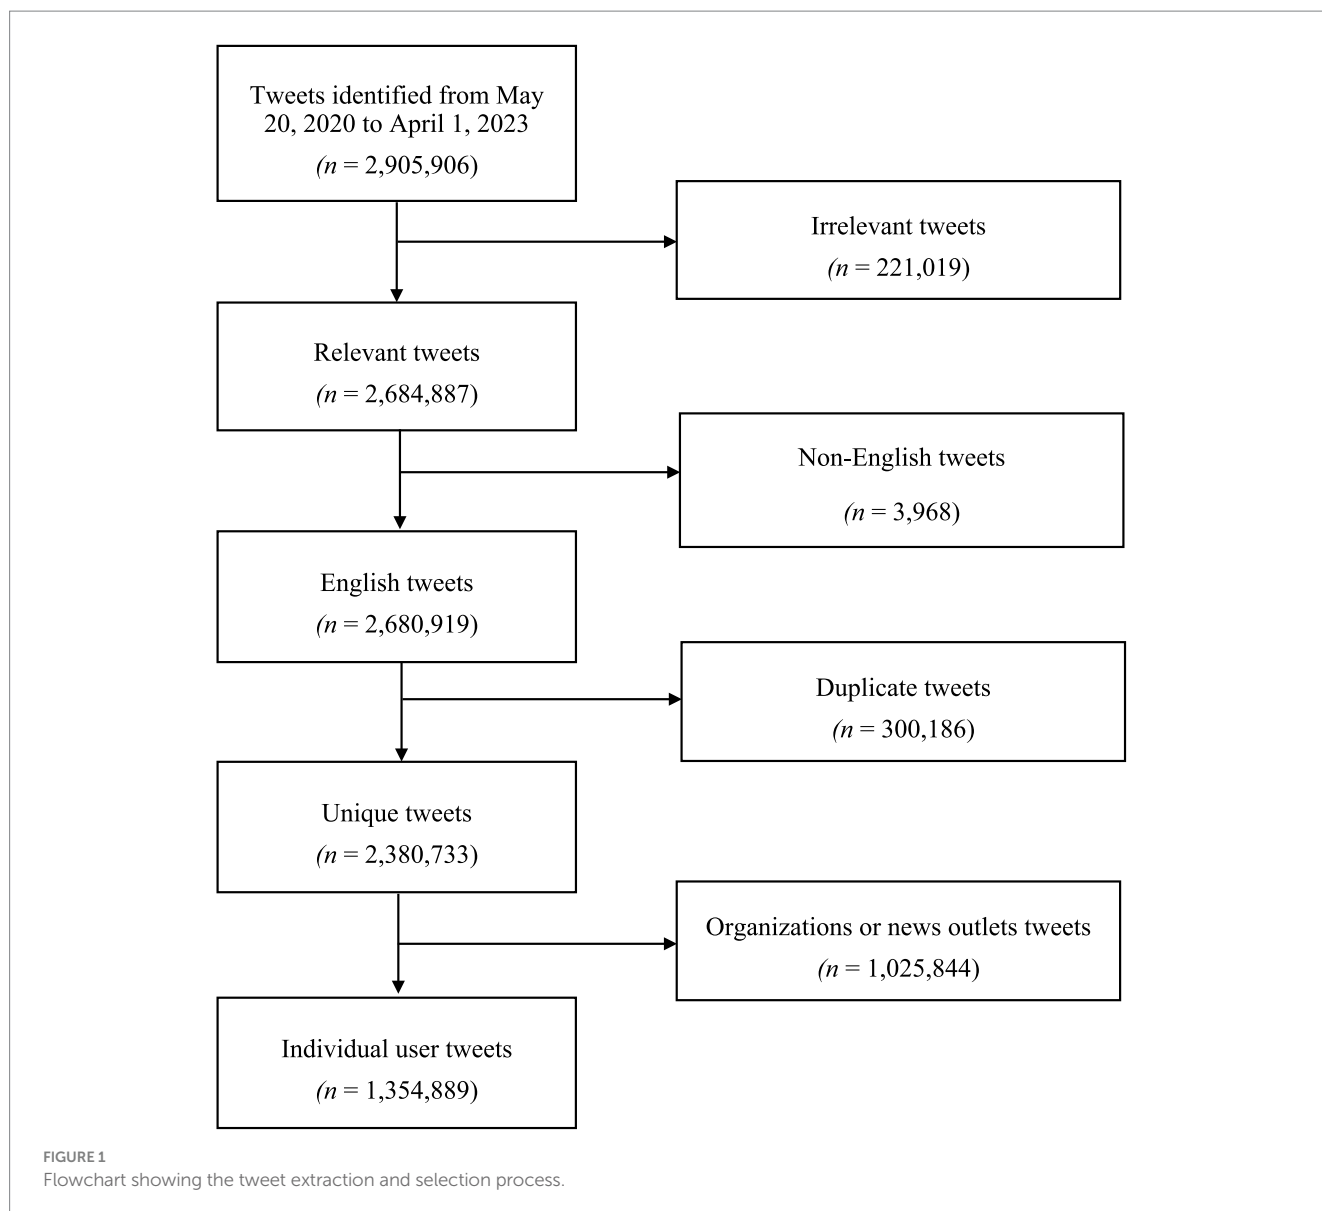 Tweets identified from May
20, 2020 to April 1, 2023
(n = 2,905,906)
Irrelevant tweets
(n = 221,019)
Relevant tweets
(n = 2,684,887)
Non-English tweets
(n = 3,968)
English tweets
(n = 2,680,919)
Duplicate tweets
(n = 300,186)
Unique tweets
(n = 2,380,733)
Organizations or news outlets tweets
(n = 1,025,844)
Individual user tweets
(n = 1,354,889)
FIGURE 1
Flowchart showing the tweet extraction and selection process.